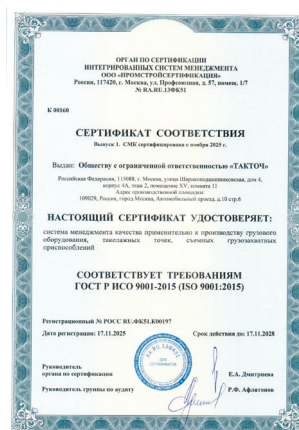 ОРГАН ПО СЕРТИФИКАЦИИ
ИНТЕГРИРОВАННЫХ СИСТЕМ МЕНЕДЖМЕНТА
ООО «ПРОМСТРОЙСЕРТИФИКАЦИЯ»
Россия, 117420, г. Москва, ул. Профсоюзная, д. 57, помещ. 1/7
№ RA.RU.13ФК51
К 00160
СЕРТИФИКАТ СООТВЕТСТВИЯ
Выпуск 1. СМК сертифицирована с ноября 2025 г.
Выдан: Обществу с ограниченной ответственностью «ТАКТОЧ»
Российская Федерация, 115088, г. Москва, улица Шарикоподшипниковская, дом 4,
корпус 4А, этаж 2, помещение XV, комната 11
Адрес производственной площадки:
109029, Россия, город Москва, Автомобильный проезд, д.10 стр.6
НАСТОЯЩИЙ СЕРТИФИКАТ УДОСТОВЕРЯЕТ:
система менеджмента качества применительно к производству грузового
оборудования, такелажных точек, съемных грузозахватных
приспособлений
СООТВЕТСТВУЕТ ТРЕБОВАНИЯМ
ГОСТ Р ИСО 9001-2015 (ISO 9001:2015)
Регистрационный № РОСС RU.ФК51.К00197
Дата регистрации: 17.11.2025 Срок действия до: 17.11.2028
Руководитель
органа по сертификации Е.А. Дмитриева
Руководитель группы по аудиту Р.Ф. Афлятонов
RA.RU.13ФК51
ДЛЯ
СЕРТИФИКАТОВ